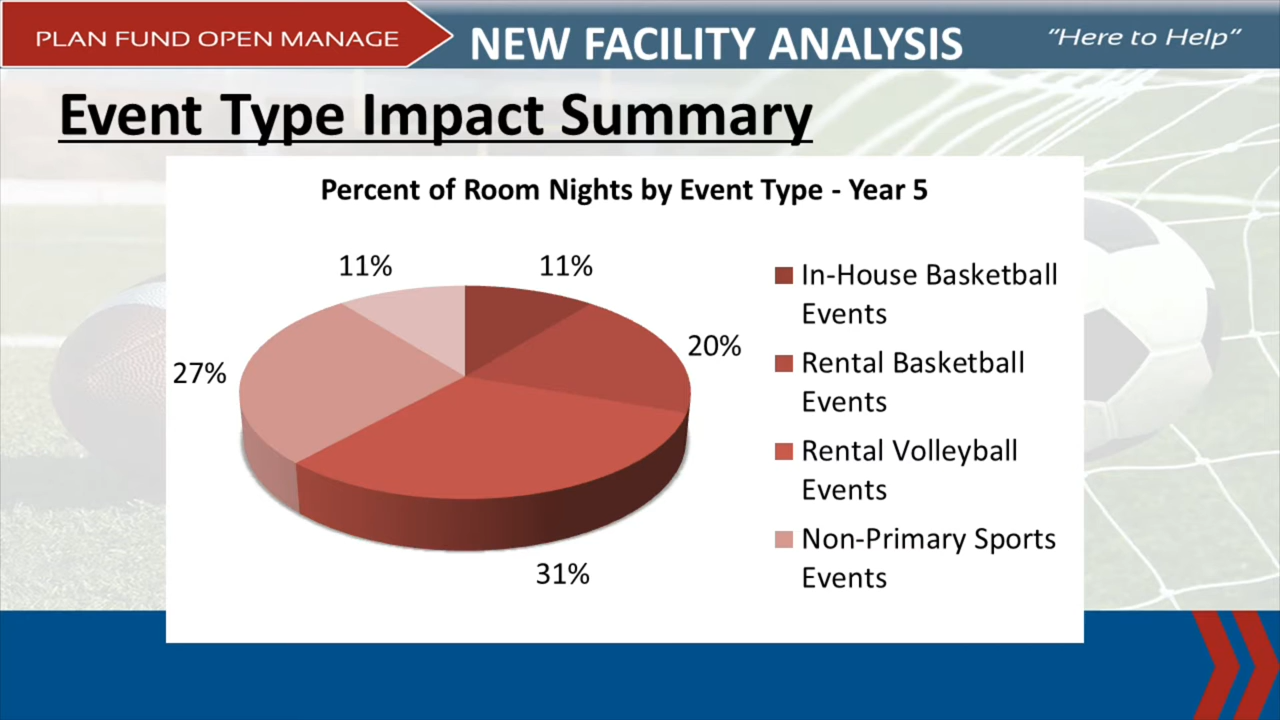 PLAN FUND OPEN MANAGE
NEW FACILITY ANALYSIS
"Here to Help"
Event Type Impact Summary
Percent of Room Nights by Event Type - Year 5
11%
11%
20%
27%
31%
In-House Basketball
Events
Rental Basketball
Events
Rental Volleyball
Events
Non-Primary Sports
Events